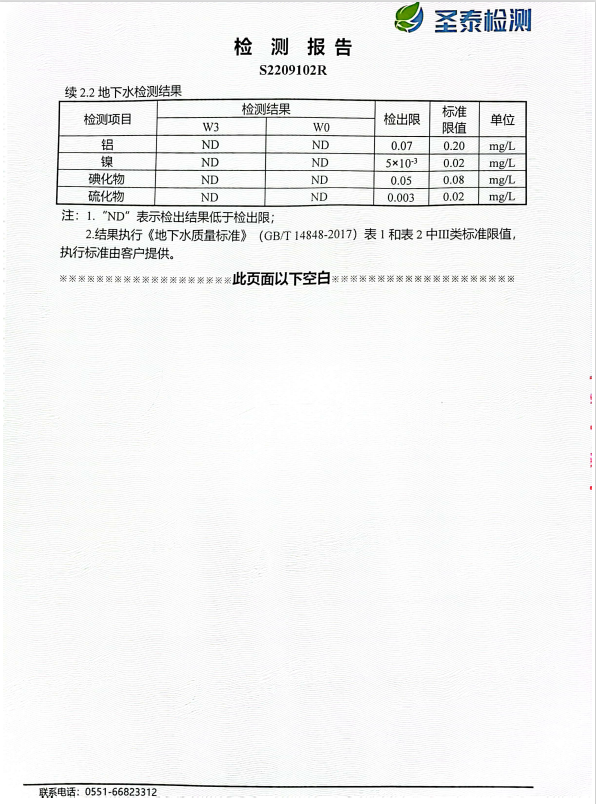 圣泰检测
检 测 报 告
S2209102R
续 2.2 地下水检测结果
检测项目 检测结果 检出限 标准限值 单位
W3 W0
铝 ND ND 0.07 0.20 mg/L
镍 ND ND 5×10-3 0.02 mg/L
碘化物 ND ND 0.05 0.08 mg/L
硫化物 ND ND 0.003 0.02 mg/L
注：1.“ND”表示检出结果低于检出限；
2.结果执行《地下水质量标准》（GB/T 14848-2017）表 1 和表 2 中III类标准限值，
执行标准由客户提供。
※※※※※※※※※※※※※※※※※※※此页面以下空白※※※※※※※※※※※※※※※※※※※※
联系电话：0551-66823312